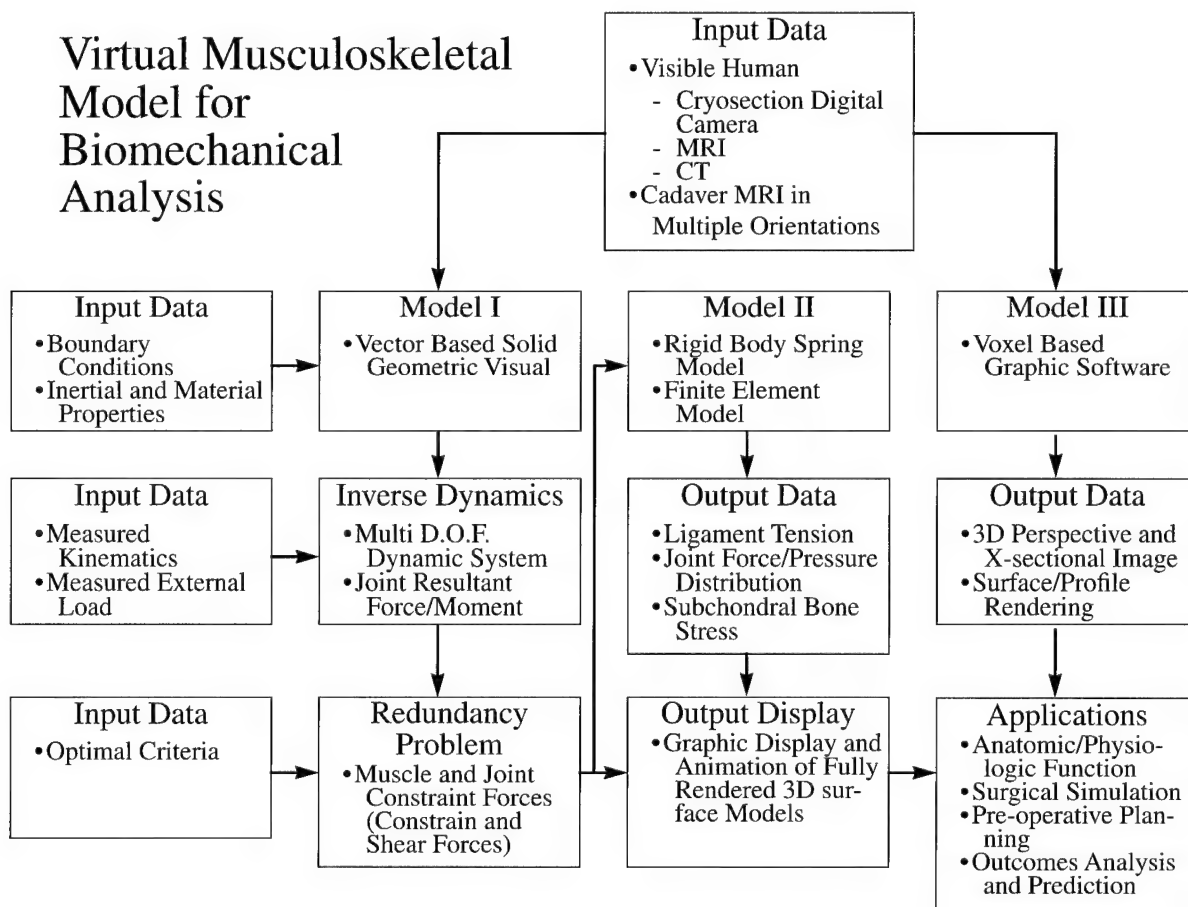 Virtual Musculoskeletal
Model for
Biomechanical
Analysis
Input Data
•Visible Human
- Cryosection Digital
Camera
- MRI
- CT
•Cadaver MRI in
Multiple Orientations
Input Data
•Boundary
Conditions
•Inertial and Material
Properties
Model I
•Vector Based Solid
Geometric Visual
Model II
•Rigid Body Spring
Model
•Finite Element
Model
Model III
•Voxel Based
Graphic Software
Input Data
•Measured
Kinematics
•Measured External
Load
Inverse Dynamics
•Multi D.O.F.
Dynamic System
•Joint Resultant
Force/Moment
Output Data
•Ligament Tension
•Joint Force/Pressure
Distribution
•Subchondral Bone
Stress
Output Data
•3D Perspective and
X-sectional Image
•Surface/Profile
Rendering
Input Data
•Optimal Criteria
Redundancy
Problem
•Muscle and Joint
Constraint Forces
(Constrain and
Shear Forces)
Output Display
•Graphic Display and
Animation of Fully
Rendered 3D sur-
face Models
Applications
•Anatomic/Physio-
logic Function
•Surgical Simulation
•Pre-operative Plan-
ning
•Outcomes Analysis
and Prediction